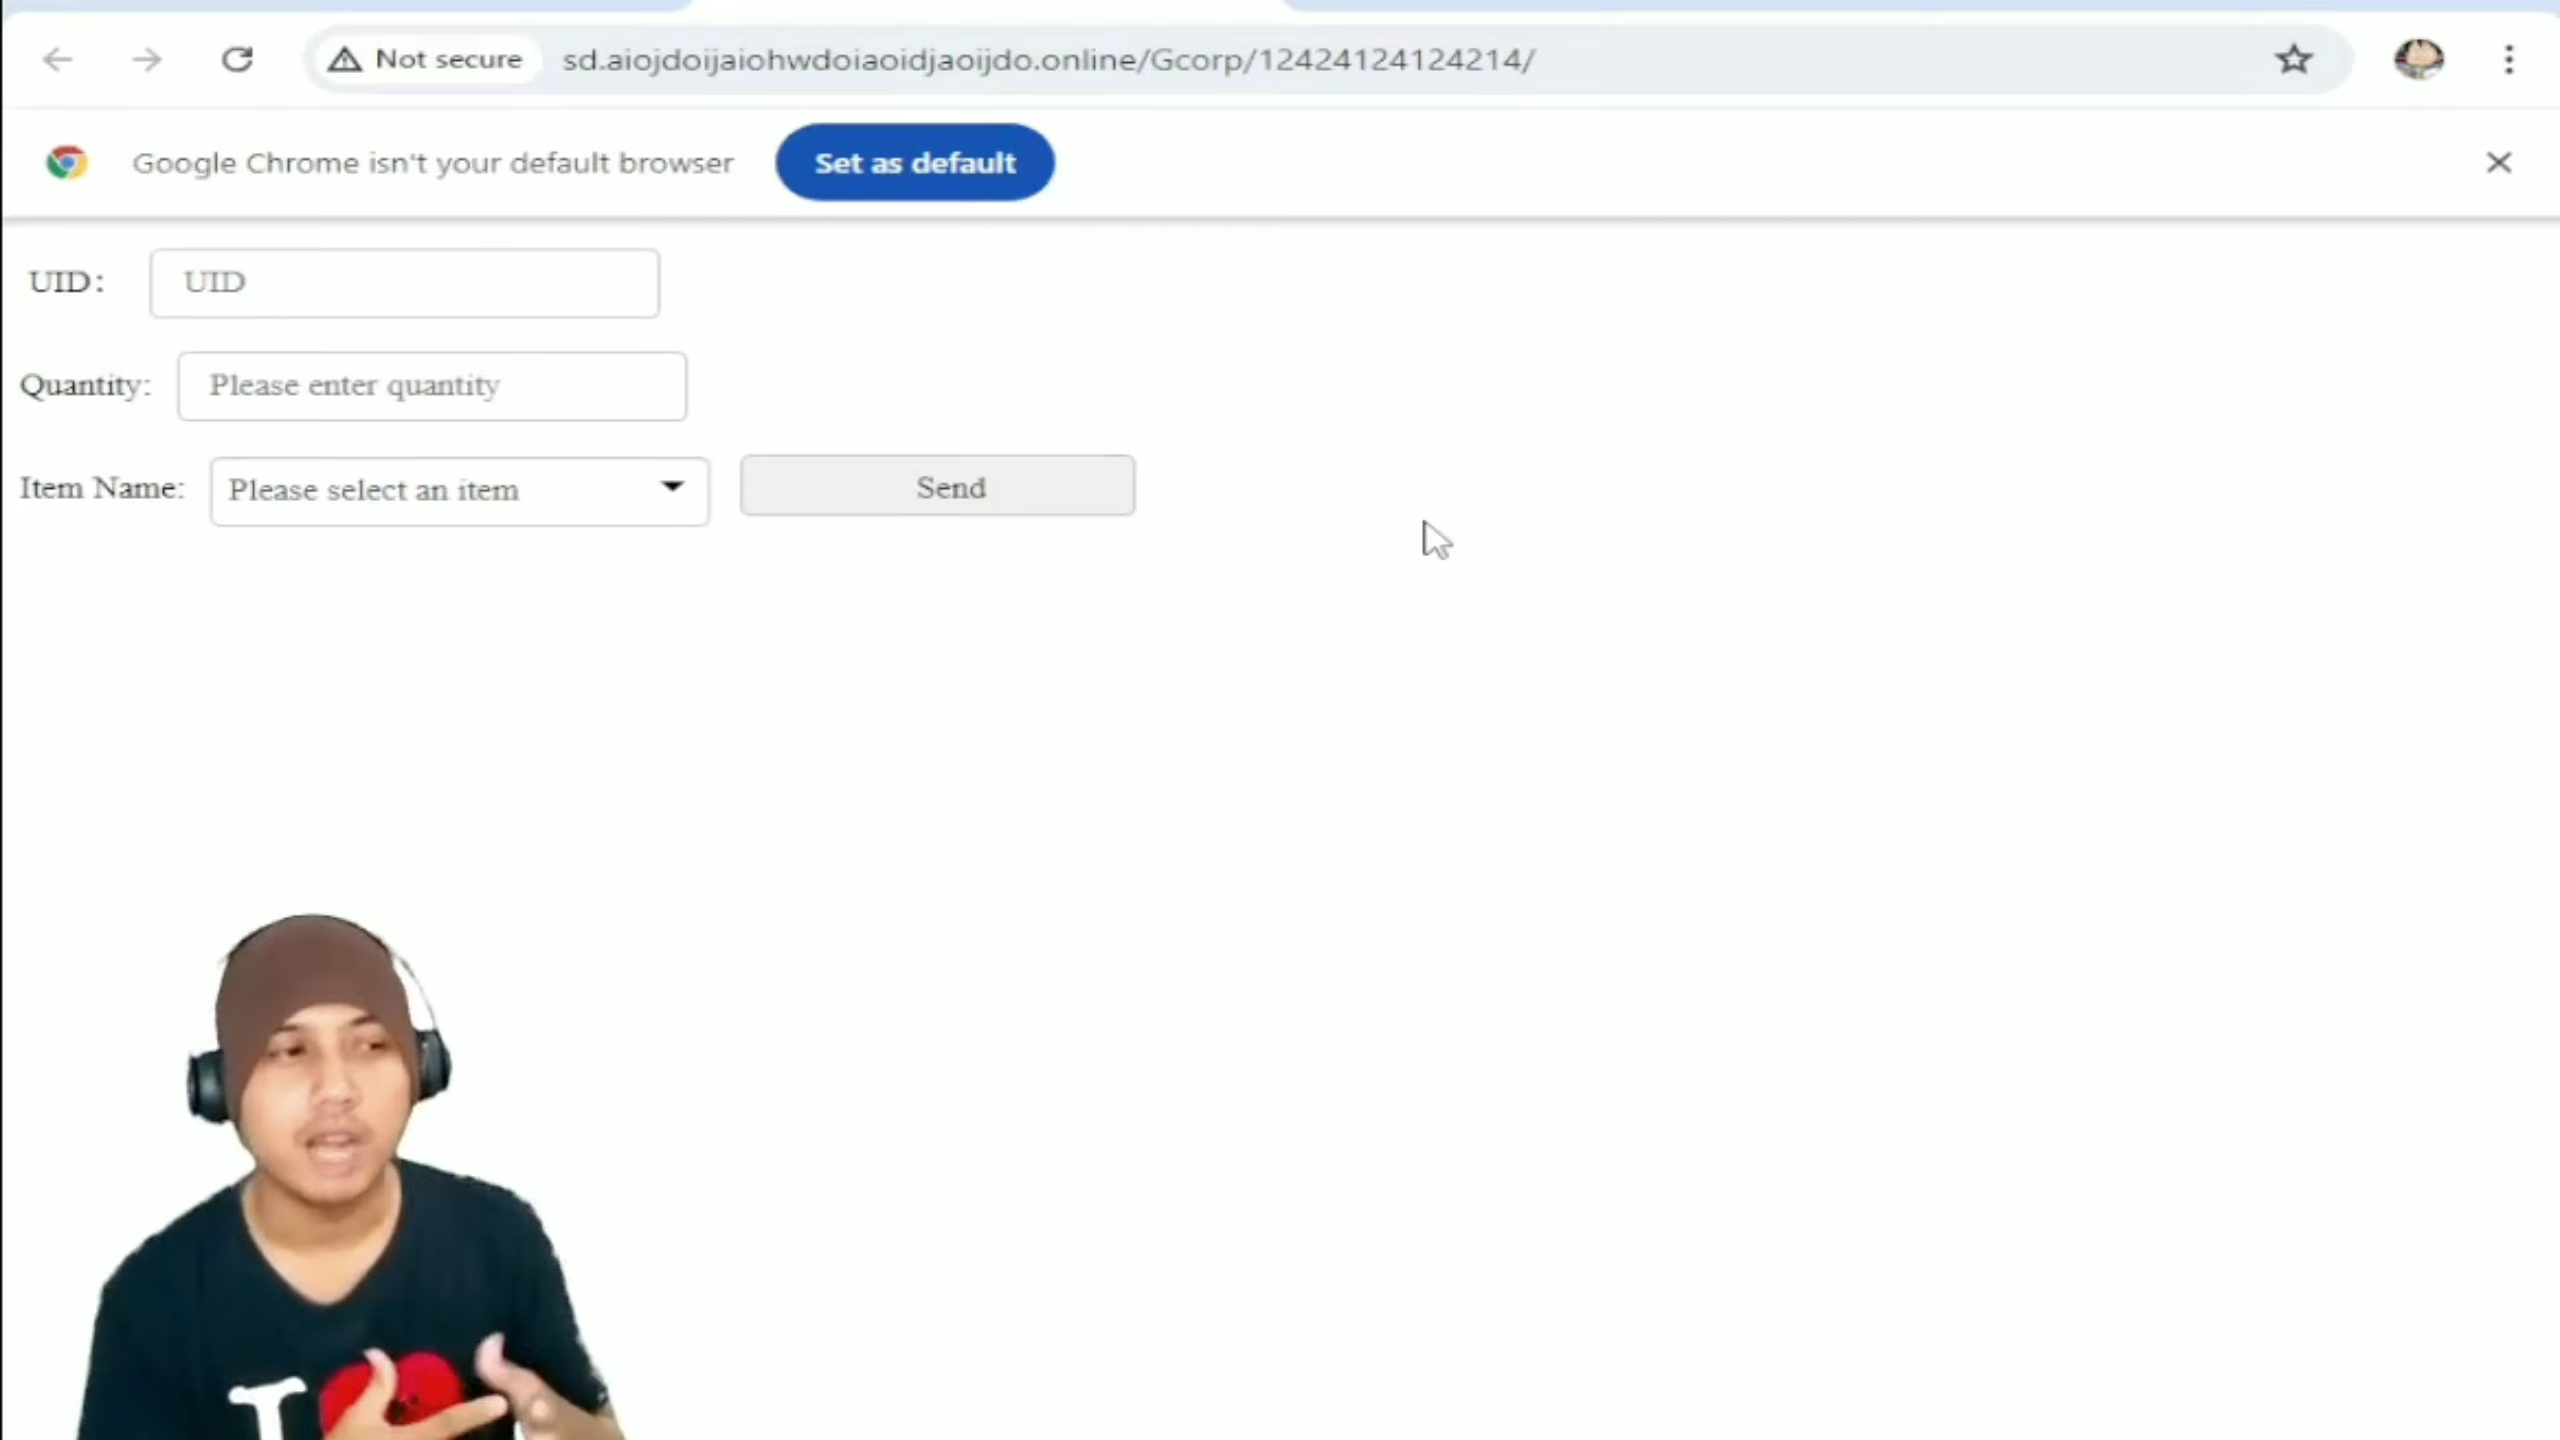 Not secure sd.aiojdoijaiohwdoiaoidjaoijdo.online/Gcorp/12424124124214/
Google Chrome isn't your default browser Set as default
UID: UID
Quantity: Please enter quantity
Item Name: Please select an item Send
I